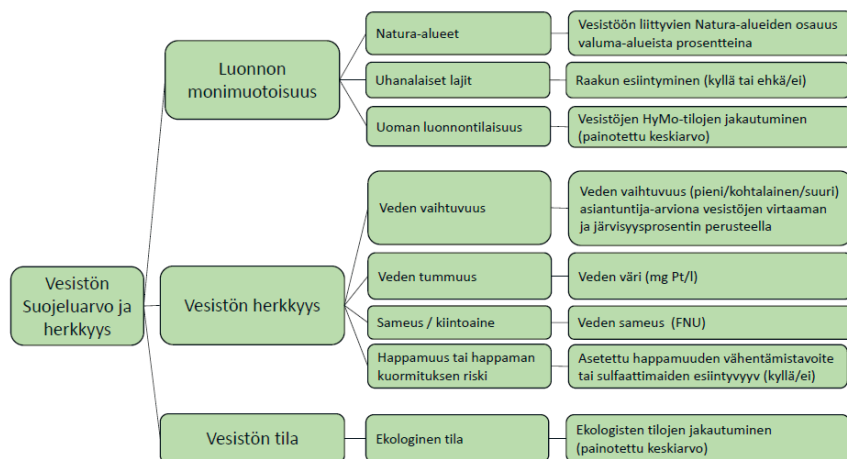 Vesistön
Suojeluarvo ja
herkkyys
Luonnon
monimuotoisuus
Natura-alueet
Vesistöön liittyvien Natura-alueiden osauus
valuma-alueista prosentteina
Uhanalaiset lajit
Raakun esiintyminen (kyllä tai ehkä/ei)
Uoman luonnontilaisuus
Vesistöjen HyMo-tilojen jakautuminen
(painotettu keskiarvo)
Vesistön herkkyys
Veden vaihtuvuus
Veden vaihtuvuus (pieni/kohtalainen/suuri)
asiantuntija-arviona vesistöjen virtaaman
ja järvisyysprosentin perusteella
Veden tummuus
Veden väri (mg Pt/l)
Sameus / kiintoaine
Veden sameus (FNU)
Happamuus tai happaman
kuormituksen riski
Asetettu happamuuden vähentämistavoite
tai sulfaattimaiden esiintyvyyv (kyllä/ei)
Vesistön tila
Ekologinen tila
Ekologisten tilojen jakautuminen
(painotettu keskiarvo)